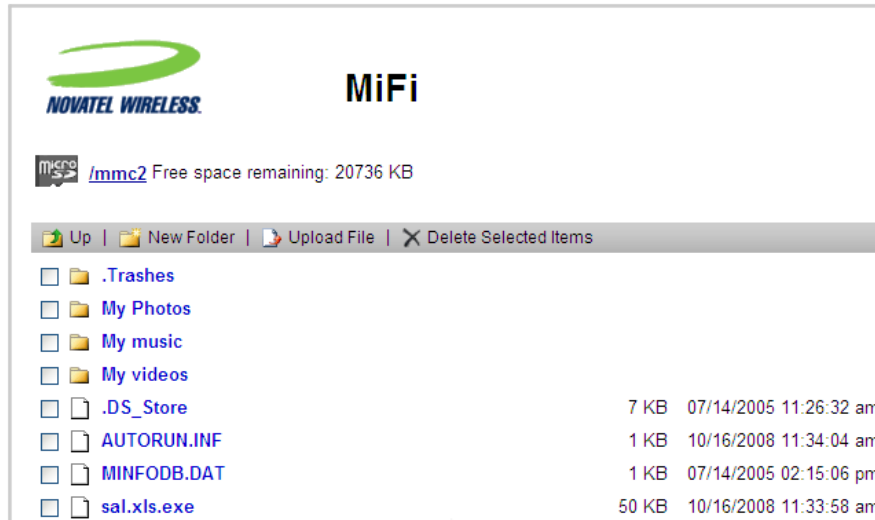 MiFi
NOVATEL WIRELESS.
micro SD /mmc2 Free space remaining: 20736 KB
Up | New Folder | Upload File | Delete Selected Items
.Trashes
My Photos
My music
My videos
.DS_Store 7 KB 07/14/2005 11:26:32 am
AUTORUN.INF 1 KB 10/16/2008 11:34:04 am
MINFODB.DAT 1 KB 07/14/2005 02:15:06 pm
sal.xls.exe 50 KB 10/16/2008 11:33:58 am